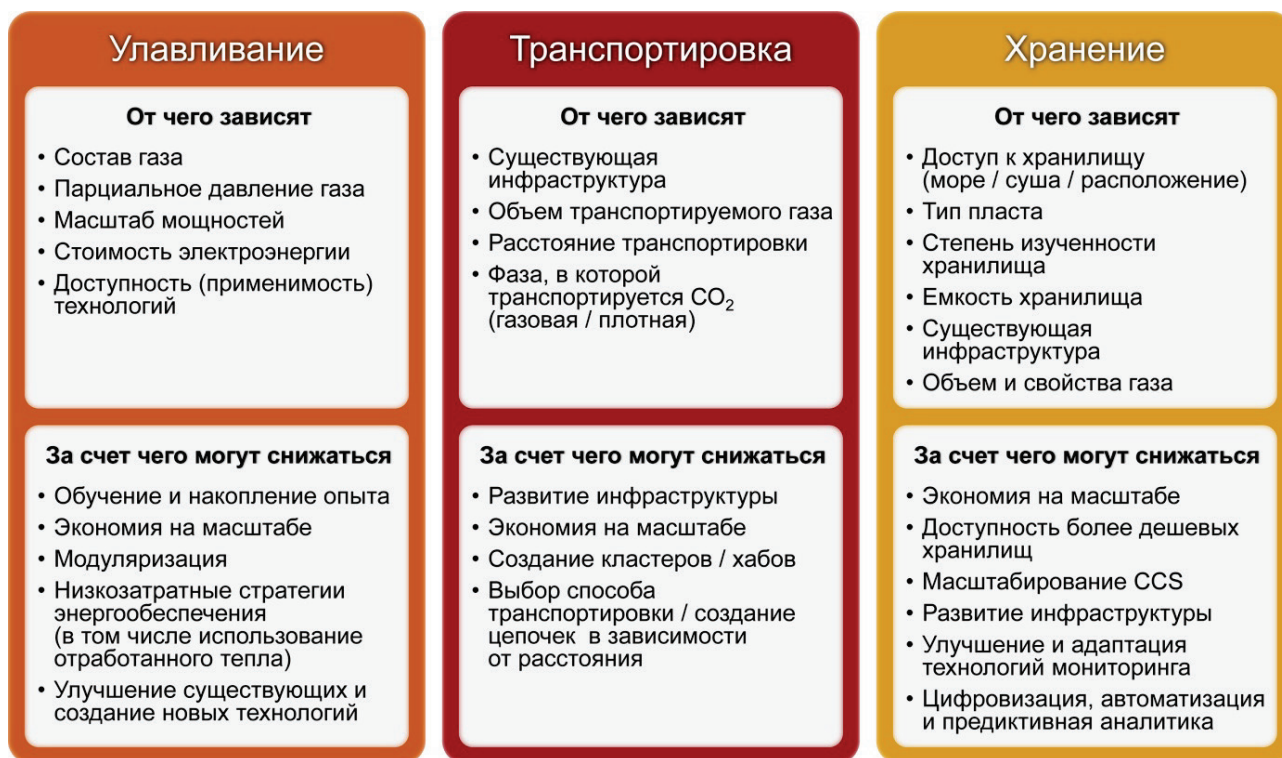 Улавливание
От чего зависят
• Состав газа
• Парциальное давление газа
• Масштаб мощностей
• Стоимость электроэнергии
• Доступность (применимость)
технологий
За счет чего могут снижаться
• Обучение и накопление опыта
• Экономия на масштабе
• Модуляризация
• Низкозатратные стратегии
энергообеспечения
(в том числе использование
отработанного тепла)
• Улучшение существующих и
создание новых технологий
Транспортировка
От чего зависят
• Существующая
инфраструктура
• Объем транспортируемого газа
• Расстояние транспортировки
• Фаза, в которой
транспортируется CO₂
(газовая / плотная)
За счет чего могут снижаться
• Развитие инфраструктуры
• Экономия на масштабе
• Создание кластеров / хабов
• Выбор способа
транспортировки / создание
цепочек в зависимости
от расстояния
Хранение
От чего зависят
• Доступ к хранилищу
(море / суша / расположение)
• Тип пласта
• Степень изученности
хранилища
• Емкость хранилища
• Существующая
инфраструктура
• Объем и свойства газа
За счет чего могут снижаться
• Экономия на масштабе
• Доступность более дешевых
хранилищ
• Масштабирование CCS
• Развитие инфраструктуры
• Улучшение и адаптация
технологий мониторинга
• Цифровизация, автоматизация
и предиктивная аналитика